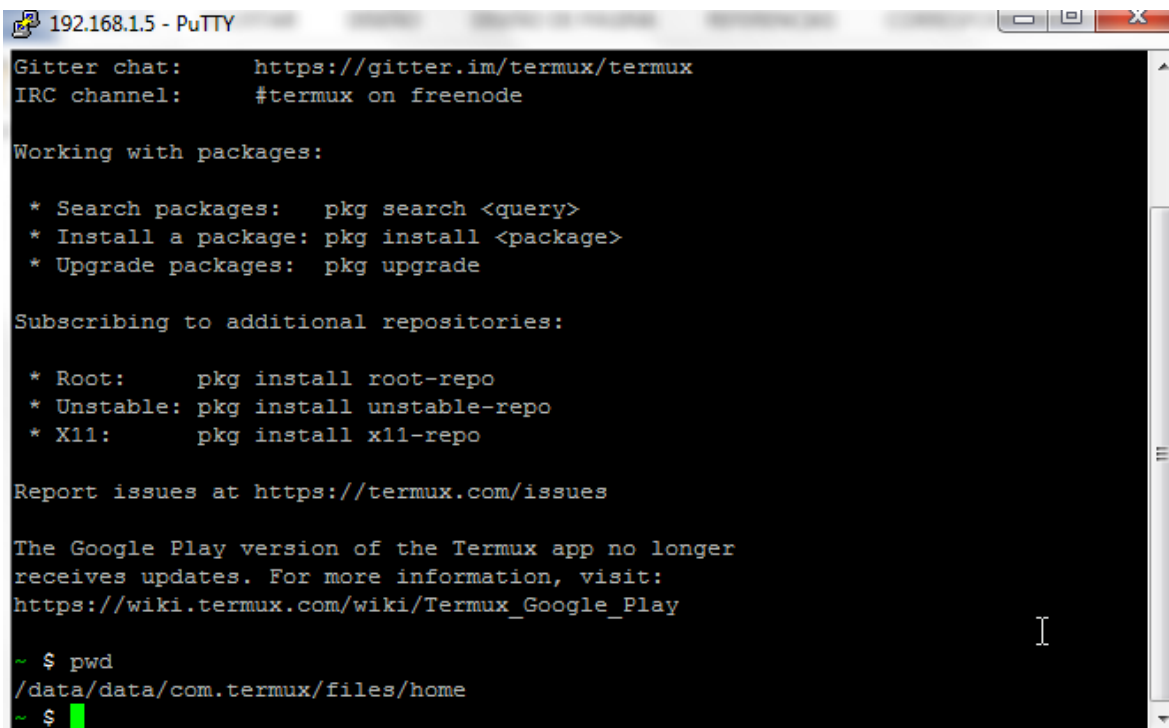 192.168.1.5 - PuTTY
Gitter chat:      https://gitter.im/termux/termux
IRC channel:      #termux on freenode
Working with packages:
* Search packages:   pkg search <query>
* Install a package: pkg install <package>
* Upgrade packages:  pkg upgrade
Subscribing to additional repositories:
* Root:     pkg install root-repo
* Unstable: pkg install unstable-repo
* X11:      pkg install x11-repo
Report issues at https://termux.com/issues
The Google Play version of the Termux app no longer
receives updates. For more information, visit:
https://wiki.termux.com/wiki/Termux_Google_Play
~ $ pwd
/data/data/com.termux/files/home
~ $